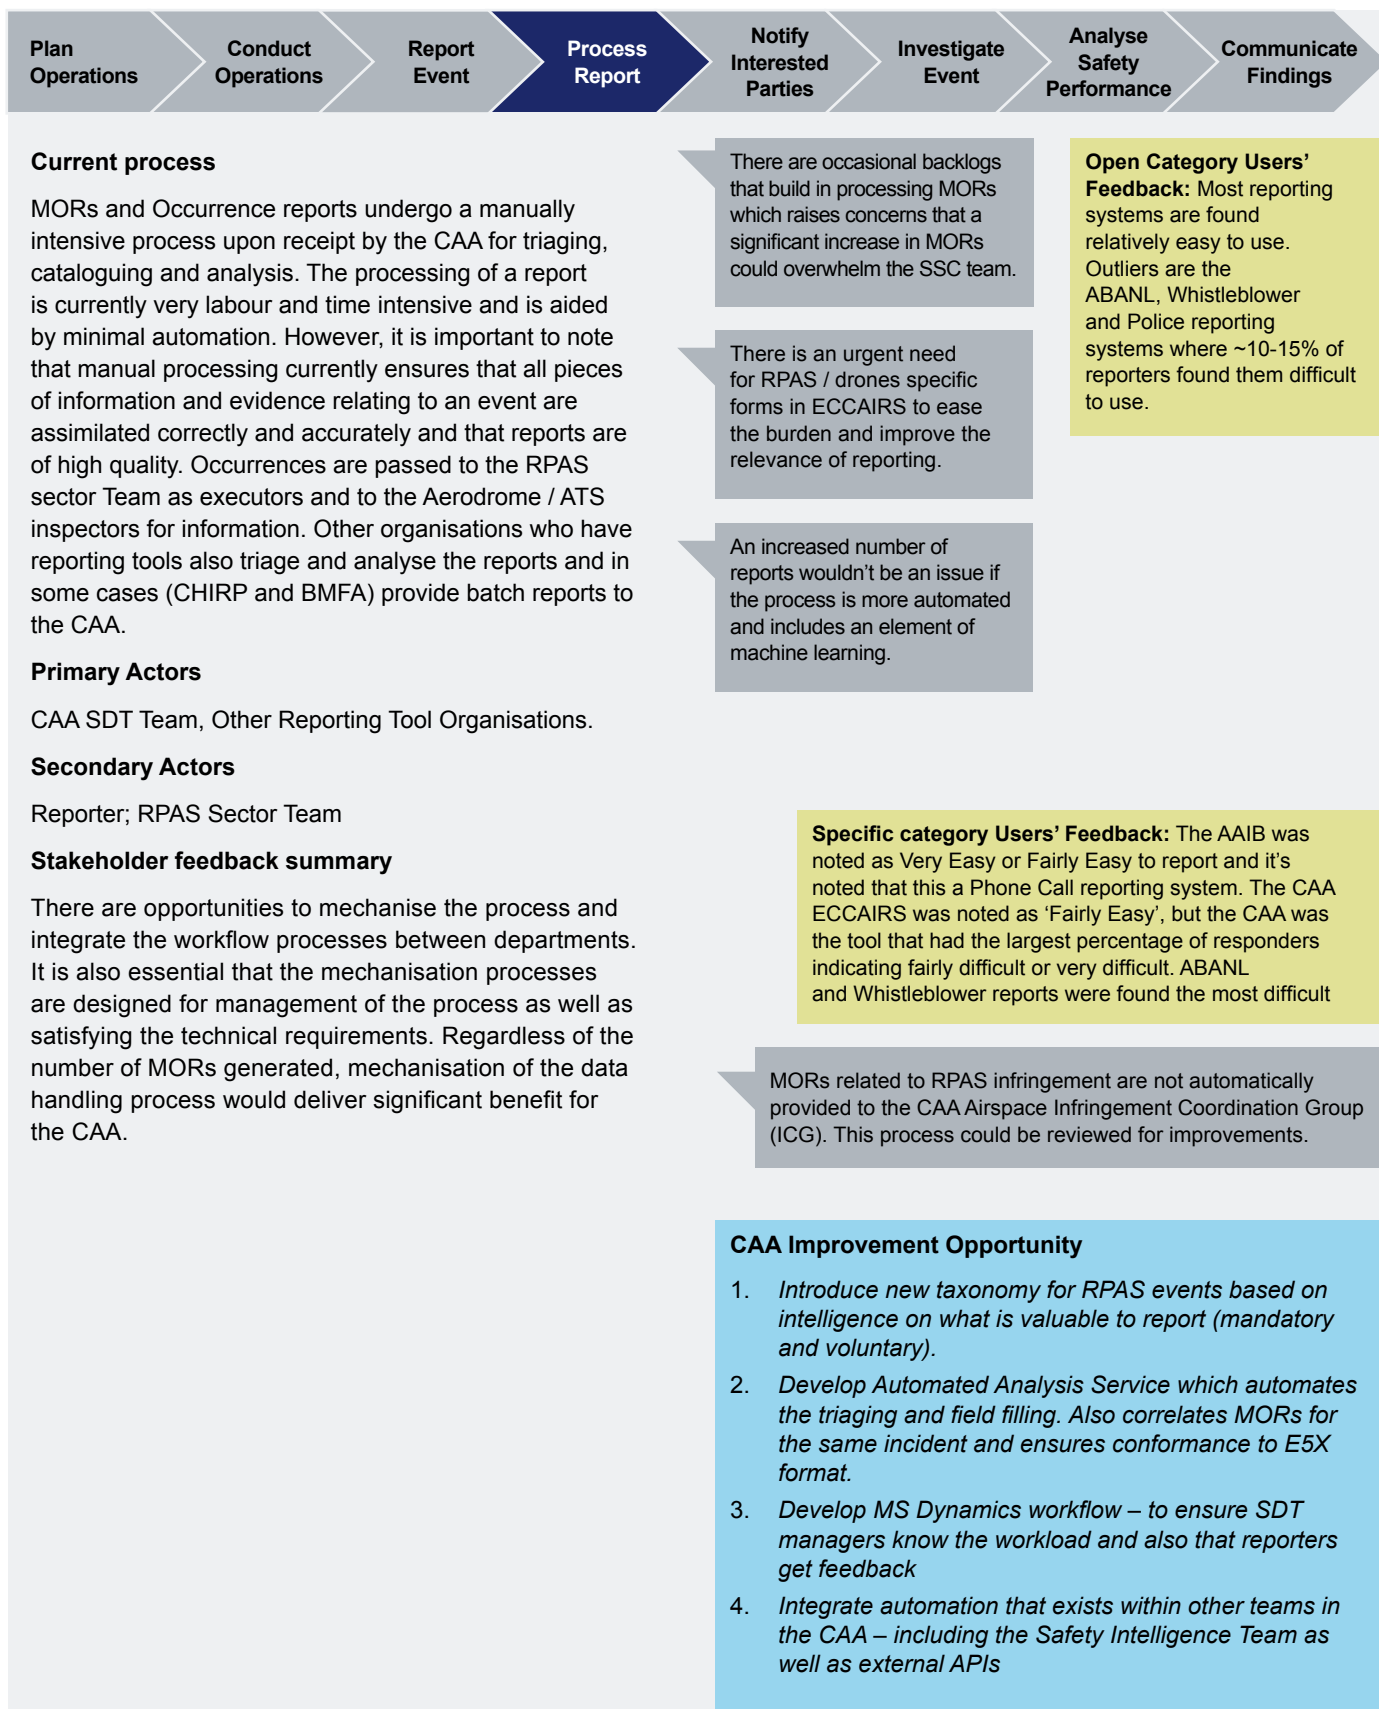 Plan
Operations
Conduct
Operations
Report
Event
Process
Report
Notify
Interested
Parties
Investigate
Event
Analyse
Safety
Performance
Communicate
Findings
Current process
MORs and Occurrence reports undergo a manually
intensive process upon receipt by the CAA for triaging,
cataloguing and analysis. The processing of a report
is currently very labour and time intensive and is aided
by minimal automation. However, it is important to note
that manual processing currently ensures that all pieces
of information and evidence relating to an event are
assimilated correctly and accurately and that reports are
of high quality. Occurrences are passed to the RPAS
sector Team as executors and to the Aerodrome / ATS
inspectors for information. Other organisations who have
reporting tools also triage and analyse the reports and in
some cases (CHIRP and BMFA) provide batch reports to
the CAA.
Primary Actors
CAA SDT Team, Other Reporting Tool Organisations.
Secondary Actors
Reporter; RPAS Sector Team
Stakeholder feedback summary
There are opportunities to mechanise the process and
integrate the workflow processes between departments.
It is also essential that the mechanisation processes
are designed for management of the process as well as
satisfying the technical requirements. Regardless of the
number of MORs generated, mechanisation of the data
handling process would deliver significant benefit for
the CAA.
There are occasional backlogs
that build in processing MORs
which raises concerns that a
significant increase in MORs
could overwhelm the SSC team.
There is an urgent need
for RPAS / drones specific
forms in ECCAIRS to ease
the burden and improve the
relevance of reporting.
An increased number of
reports wouldn't be an issue if
the process is more automated
and includes an element of
machine learning.
Open Category Users'
Feedback: Most reporting
systems are found
relatively easy to use.
Outliers are the
ABANL, Whistleblower
and Police reporting
systems where ~10-15% of
reporters found them difficult
to use.
Specific category Users' Feedback: The AAIB was
noted as Very Easy or Fairly Easy to report and it's
noted that this a Phone Call reporting system. The CAA
ECCAIRS was noted as 'Fairly Easy', but the CAA was
the tool that had the largest percentage of responders
indicating fairly difficult or very difficult. ABANL
and Whistleblower reports were found the most difficult
MORs related to RPAS infringement are not automatically
provided to the CAA Airspace Infringement Coordination Group
(ICG). This process could be reviewed for improvements.
CAA Improvement Opportunity
1. Introduce new taxonomy for RPAS events based on
intelligence on what is valuable to report (mandatory
and voluntary).
2. Develop Automated Analysis Service which automates
the triaging and field filling. Also correlates MORs for
the same incident and ensures conformance to E5X
format.
3. Develop MS Dynamics workflow – to ensure SDT
managers know the workload and also that reporters
get feedback
4. Integrate automation that exists within other teams in
the CAA – including the Safety Intelligence Team as
well as external APIs